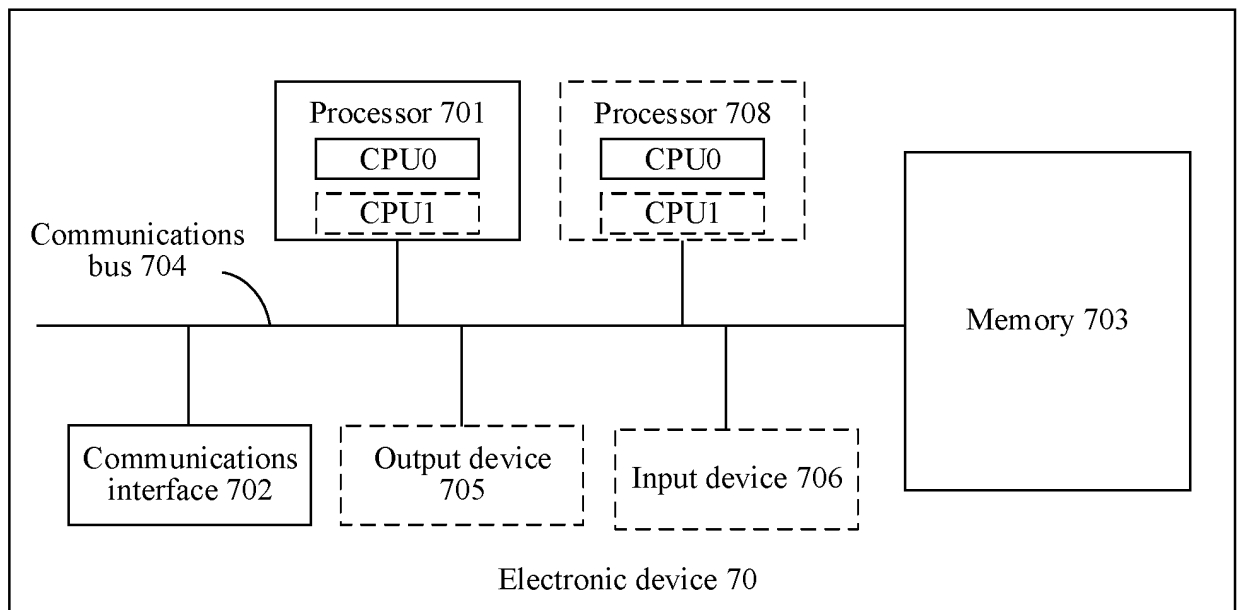 Processor 701
CPU0
CPU1
Processor 708
CPU0
CPU1
Communications
bus 704
Memory 703
Communications
interface 702
Output device
705
Input device 706
Electronic device 70